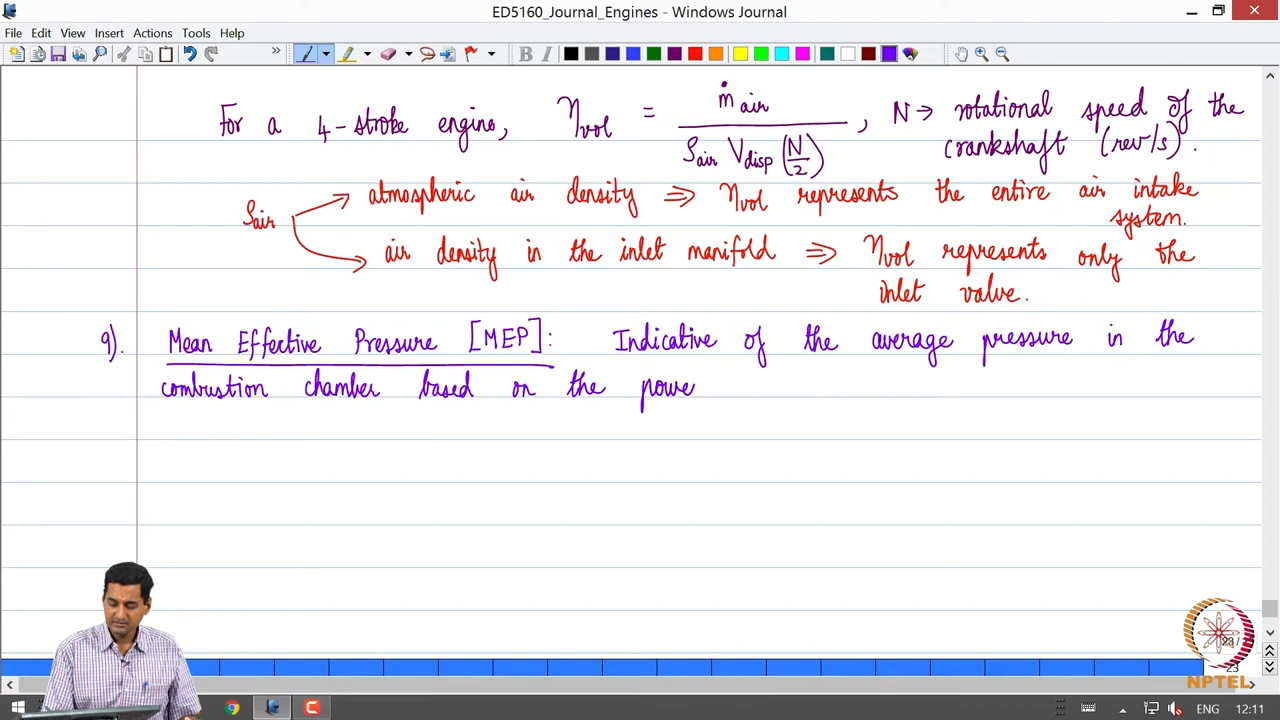 ED5160_Journal_Engines - Windows Journal
File Edit View Insert Actions Tools Help
For a 4-stroke engine, ηvol = ṁair / ρair Vdisp (N/2), N → rotational speed of the
crankshaft (rev/s).
ρair → atmospheric air density ⇒ ηvol represents the entire air intake
system.
→ air density in the inlet manifold ⇒ ηvol represents only the
inlet valve.
9). Mean Effective Pressure [MEP]: Indicative of the average pressure in the
combustion chamber based on the powe
23 /
23
NPTEL
ENG 12:11